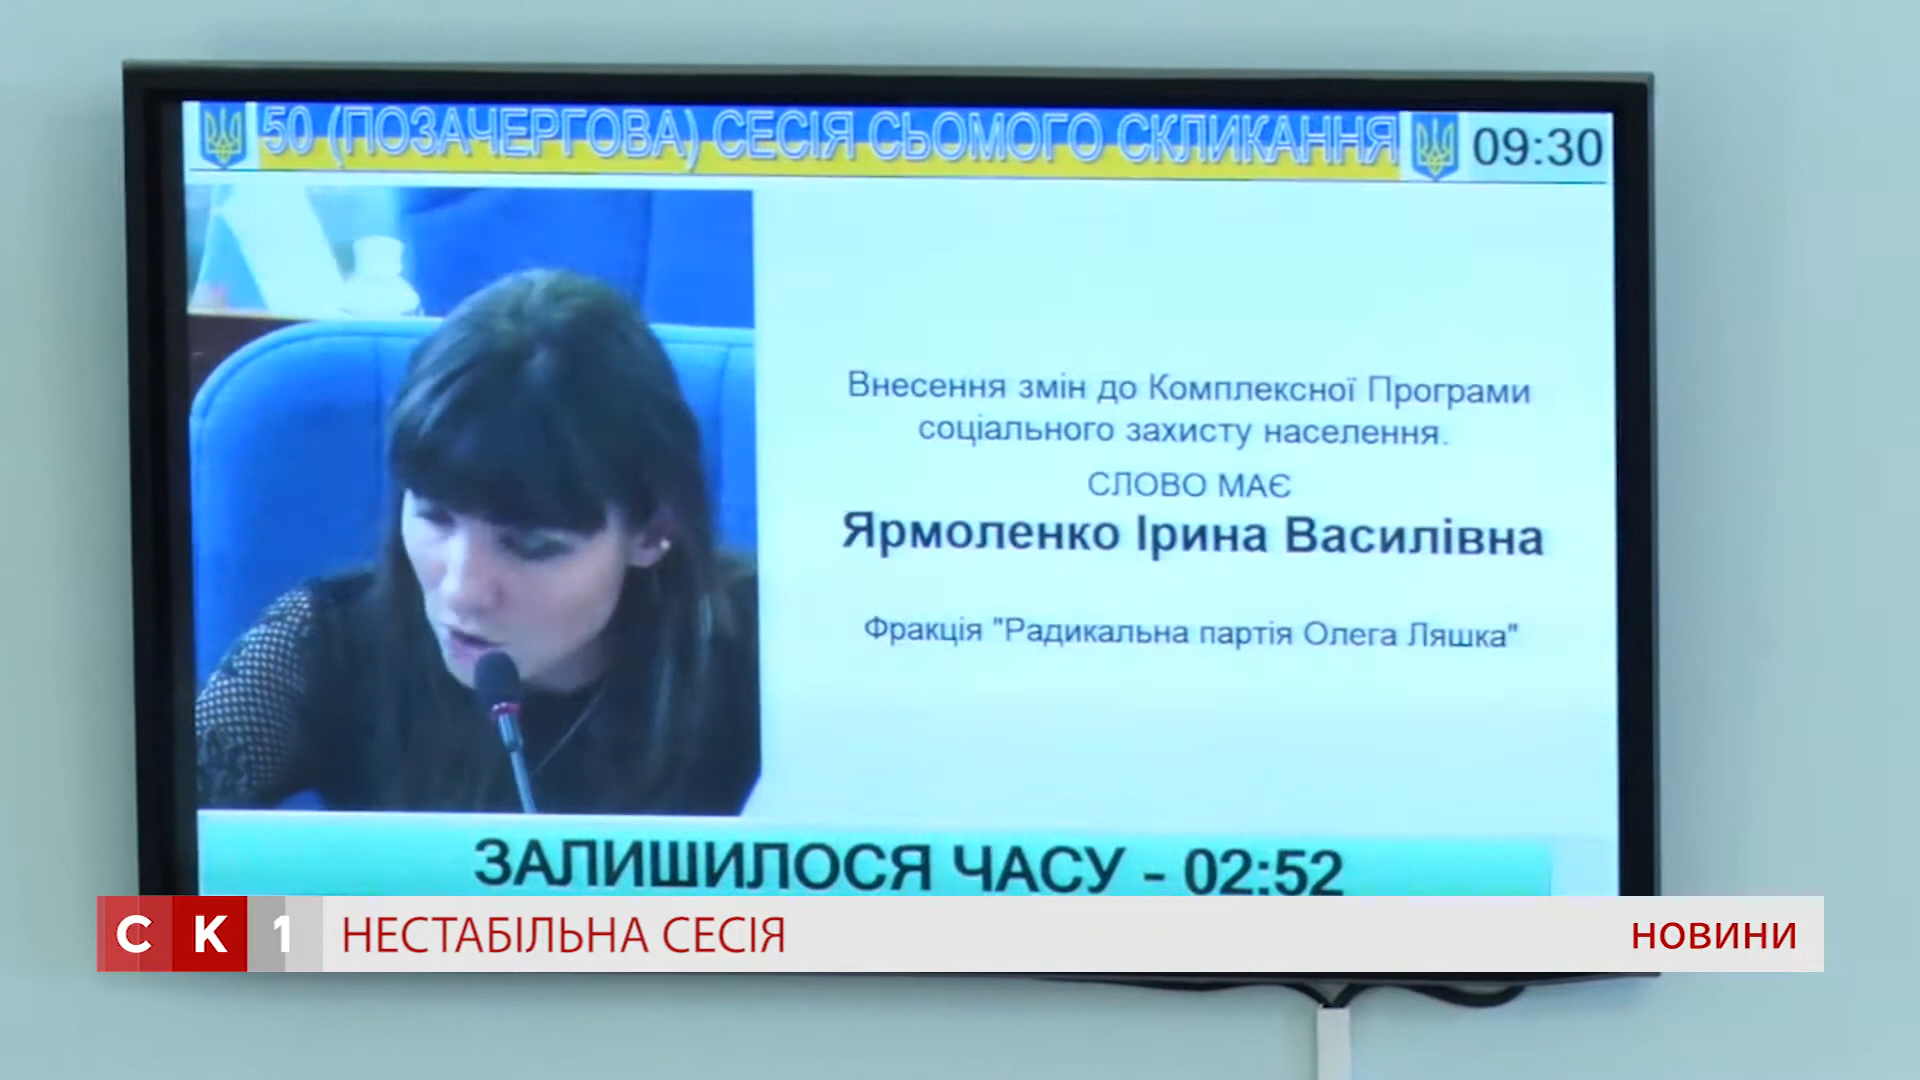 50 (ПОЗАЧЕРГОВА) СЕСІЯ СЬОМОГО СКЛИКАННЯ 09:30
Внесення змін до Комплексної Програми
соціального захисту населення.
СЛОВО МАЄ
Ярмоленко Ірина Василівна
Фракція "Радикальна партія Олега Ляшка"
ЗАЛИШИЛОСЯ ЧАСУ - 02:52
СК1 НЕСТАБІЛЬНА СЕСІЯ НОВИНИ